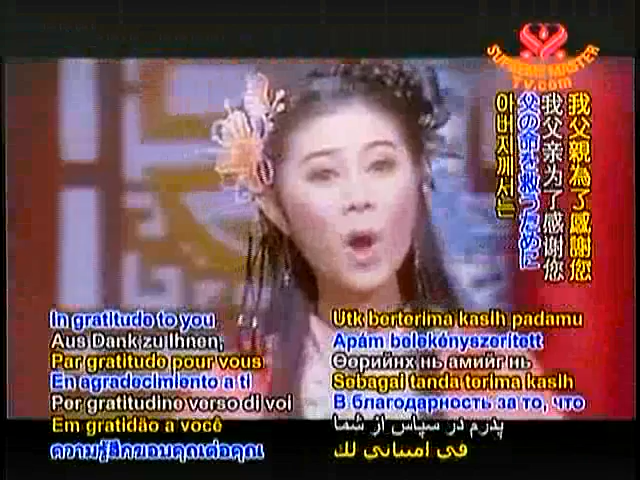 SUPREME MASTER
TV.com
我父親為了感謝您
我父亲为了感谢您
父の命を救うために
아버지께서는
In gratitude to you
Aus Dank zu Ihnen,
Par gratitude pour vous
En agradecimiento a ti
Per gratitudine verso di voi
Em gratidão a você
ความรู้สึกขอบคุณต่อคุณ
Utk berterima kasih padamu
Apám belekényszerített
Өөрийнх нь амийг нь
Sebagai tanda terima kasih
В благодарность за то, что
پدرم در سپاس از شما
في امتناني لك